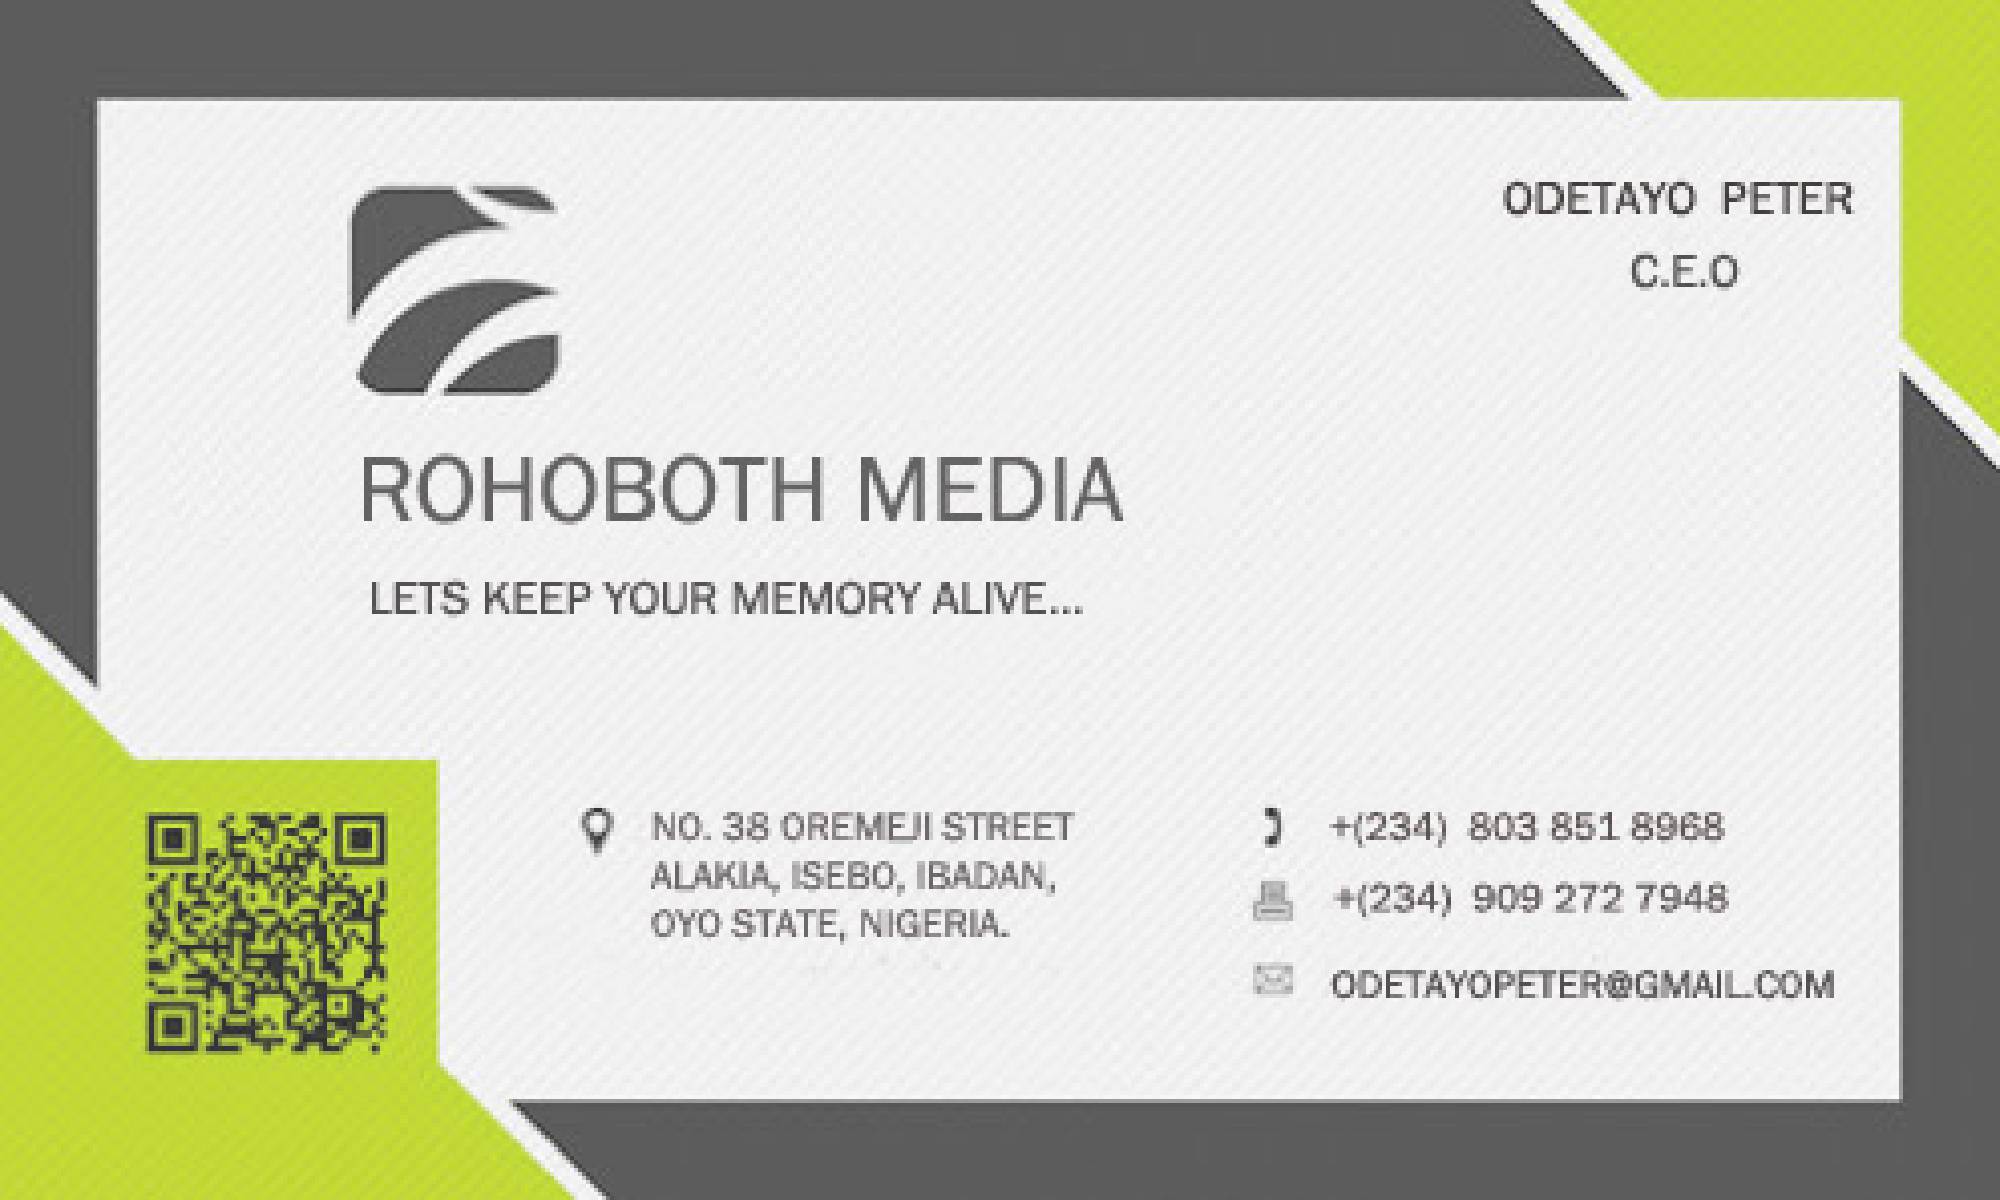 ODETAYO PETER
C.E.O
ROHOBOTH MEDIA
LETS KEEP YOUR MEMORY ALIVE...
NO. 38 OREMEJI STREET
ALAKIA, ISEBO, IBADAN,
OYO STATE, NIGERIA.
+(234) 803 851 8968
+(234) 909 272 7948
ODETAYOPETER@GMAIL.COM